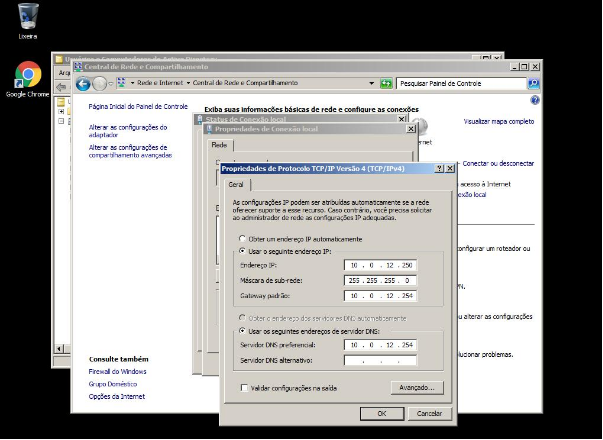 Lixeira
Google Chrome
Central de Rede e Compartilhamento
Rede e Internet
Central de Rede e Compartilhamento
Pesquisar Painel de Controle
Página Inicial do Painel de Controle
Alterar as configurações do
adaptador
Alterar as configurações de
compartilhamento avançadas
Exiba suas informações básicas de rede e configure as conexões
Visualizar mapa completo
Status de Conexão local
Propriedades de Conexão local
Rede
Conectar ou desconectar
acesso à Internet
exão local
Propriedades de Protocolo TCP/IP Versão 4 (TCP/IPv4)
Geral
As configurações IP podem ser atribuídas automaticamente se a rede
oferecer suporte a esse recurso. Caso contrário, você precisa solicitar
ao administrador de rede as configurações IP adequadas.
Obter um endereço IP automaticamente
Usar o seguinte endereço IP:
Endereço IP: 10 . 0 . 12 . 250
Máscara de sub-rede: 255 . 255 . 255 . 0
Gateway padrão: 10 . 0 . 12 . 254
Obter o endereço dos servidores DNS automaticamente
Usar os seguintes endereços de servidor DNS:
Servidor DNS preferencial: 10 . 0 . 12 . 254
Servidor DNS alternativo: . . .
Validar configurações na saída
Avançado...
OK
Cancelar
onfigurar um roteador ou
PN.
ou alterar as configurações
olucionar problemas.
Consulte também
Firewall do Windows
Grupo Doméstico
Opções da Internet